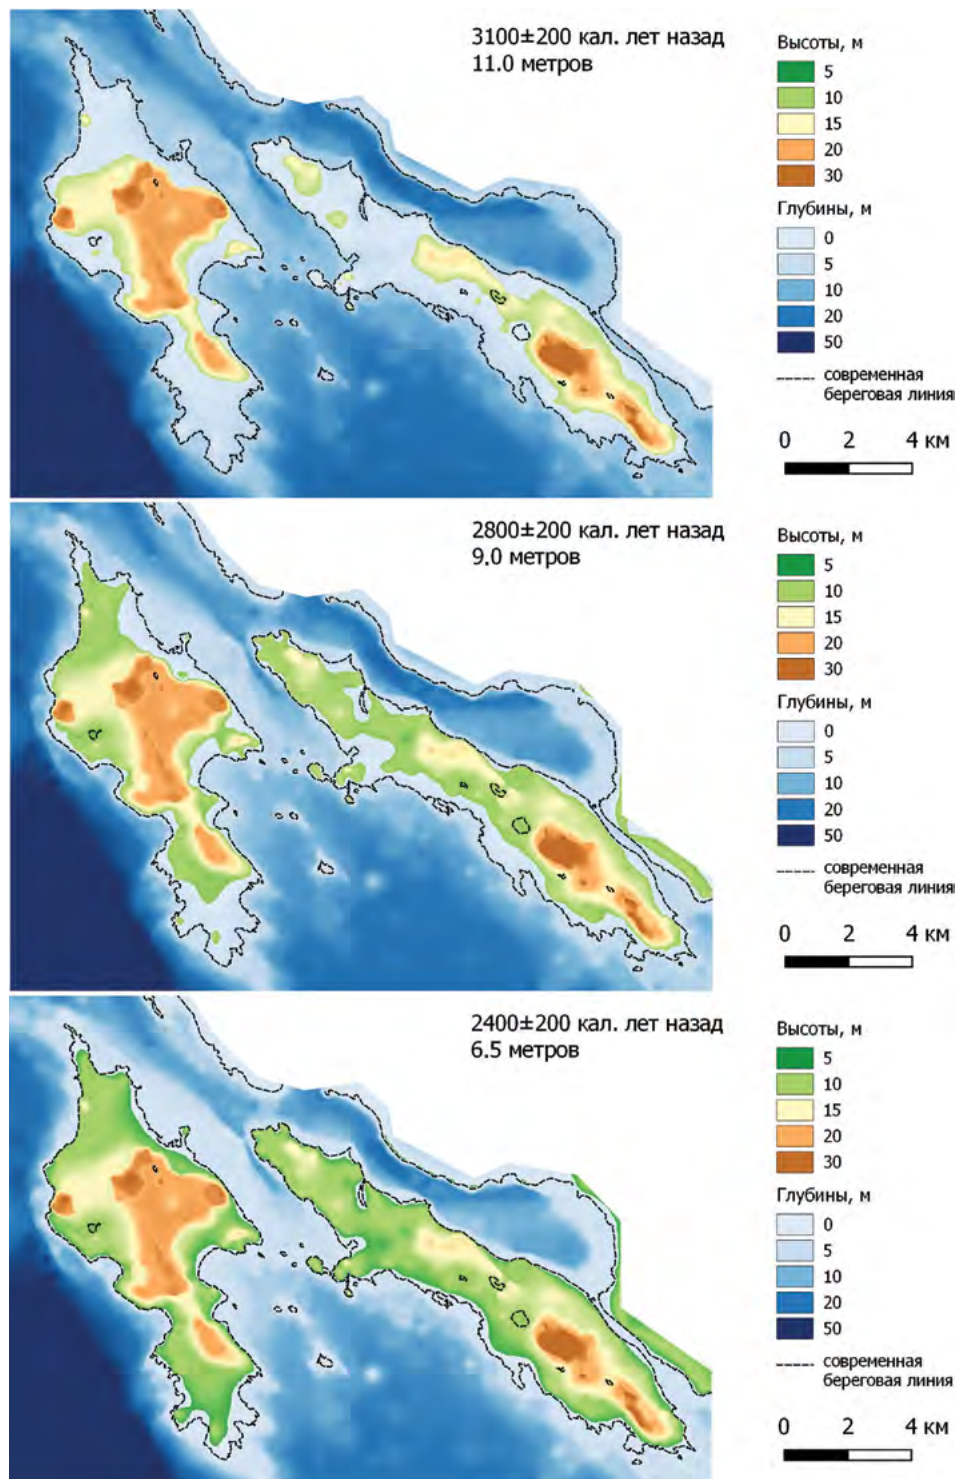 3100±200 кал. лет назад
11.0 метров
Высоты, м
5
10
15
20
30
Глубины, м
0
5
10
20
50
современная
береговая линия
0 2 4 км
2800±200 кал. лет назад
9.0 метров
Высоты, м
5
10
15
20
30
Глубины, м
0
5
10
20
50
современная
береговая линия
0 2 4 км
2400±200 кал. лет назад
6.5 метров
Высоты, м
5
10
15
20
30
Глубины, м
0
5
10
20
50
современная
береговая линия
0 2 4 км